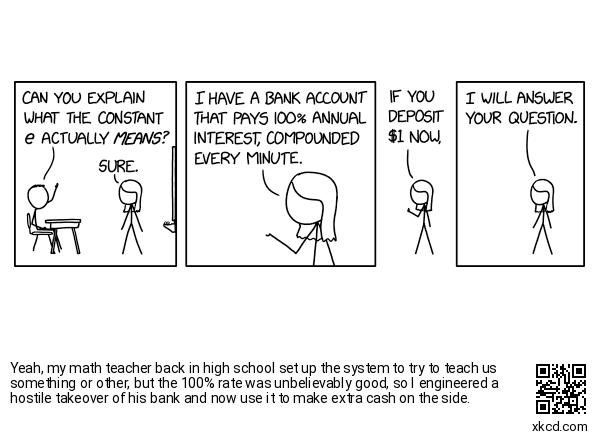 CAN YOU EXPLAIN
WHAT THE CONSTANT
e ACTUALLY MEANS?
SURE.
I HAVE A BANK ACCOUNT
THAT PAYS 100% ANNUAL
INTEREST, COMPOUNDED
EVERY MINUTE.
IF YOU
DEPOSIT
$1 NOW,
I WILL ANSWER
YOUR QUESTION.
Yeah, my math teacher back in high school set up the system to try to teach us
something or other, but the 100% rate was unbelievably good, so I engineered a
hostile takeover of his bank and now use it to make extra cash on the side.
xkcd.com